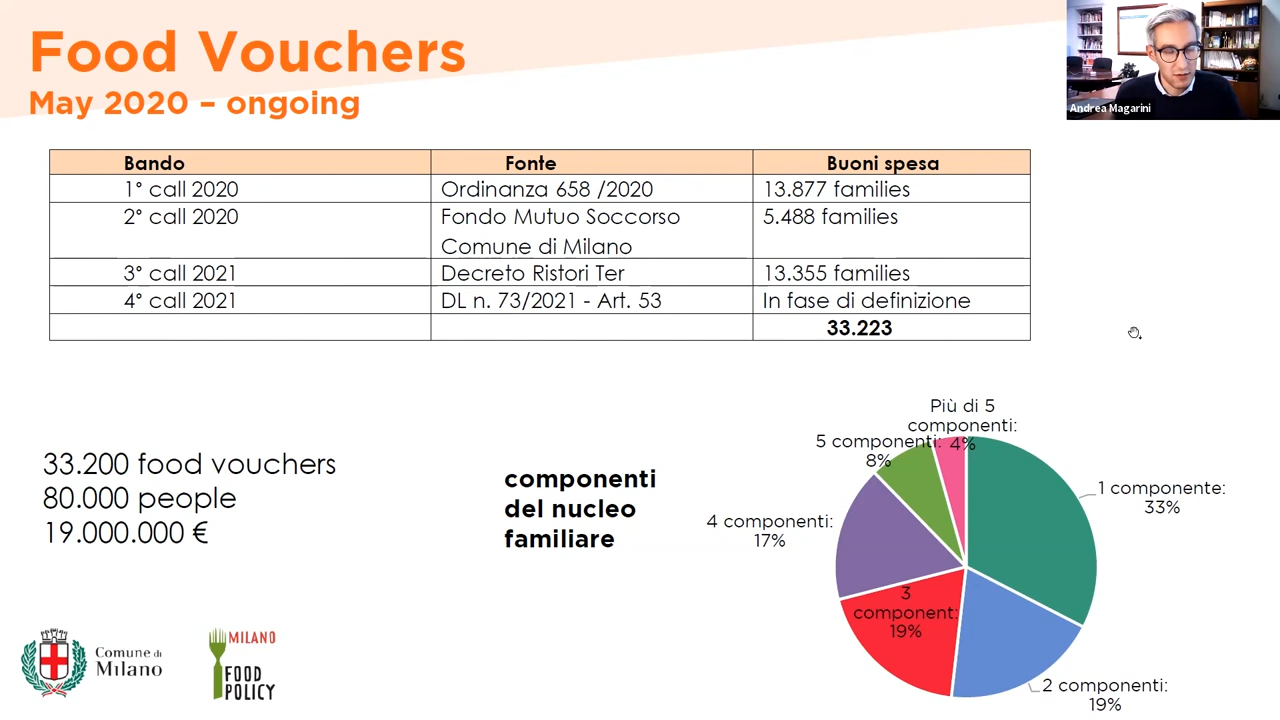 Food Vouchers
May 2020 – ongoing
Andrea Magarini
Bando Fonte Buoni spesa
1° call 2020 Ordinanza 658 /2020 13.877 families
2° call 2020 Fondo Mutuo Soccorso 5.488 families
Comune di Milano
3° call 2021 Decreto Ristori Ter 13.355 families
4° call 2021 DL n. 73/2021 - Art. 53 In fase di definizione
33.223
33.200 food vouchers
80.000 people
19.000.000 €
componenti
del nucleo
familiare
Più di 5
componenti:
4%
5 componenti:
8%
1 componente:
33%
4 componenti:
17%
3
component:
19%
2 componenti:
19%
Comune di
Milano
MILANO
FOOD
POLICY